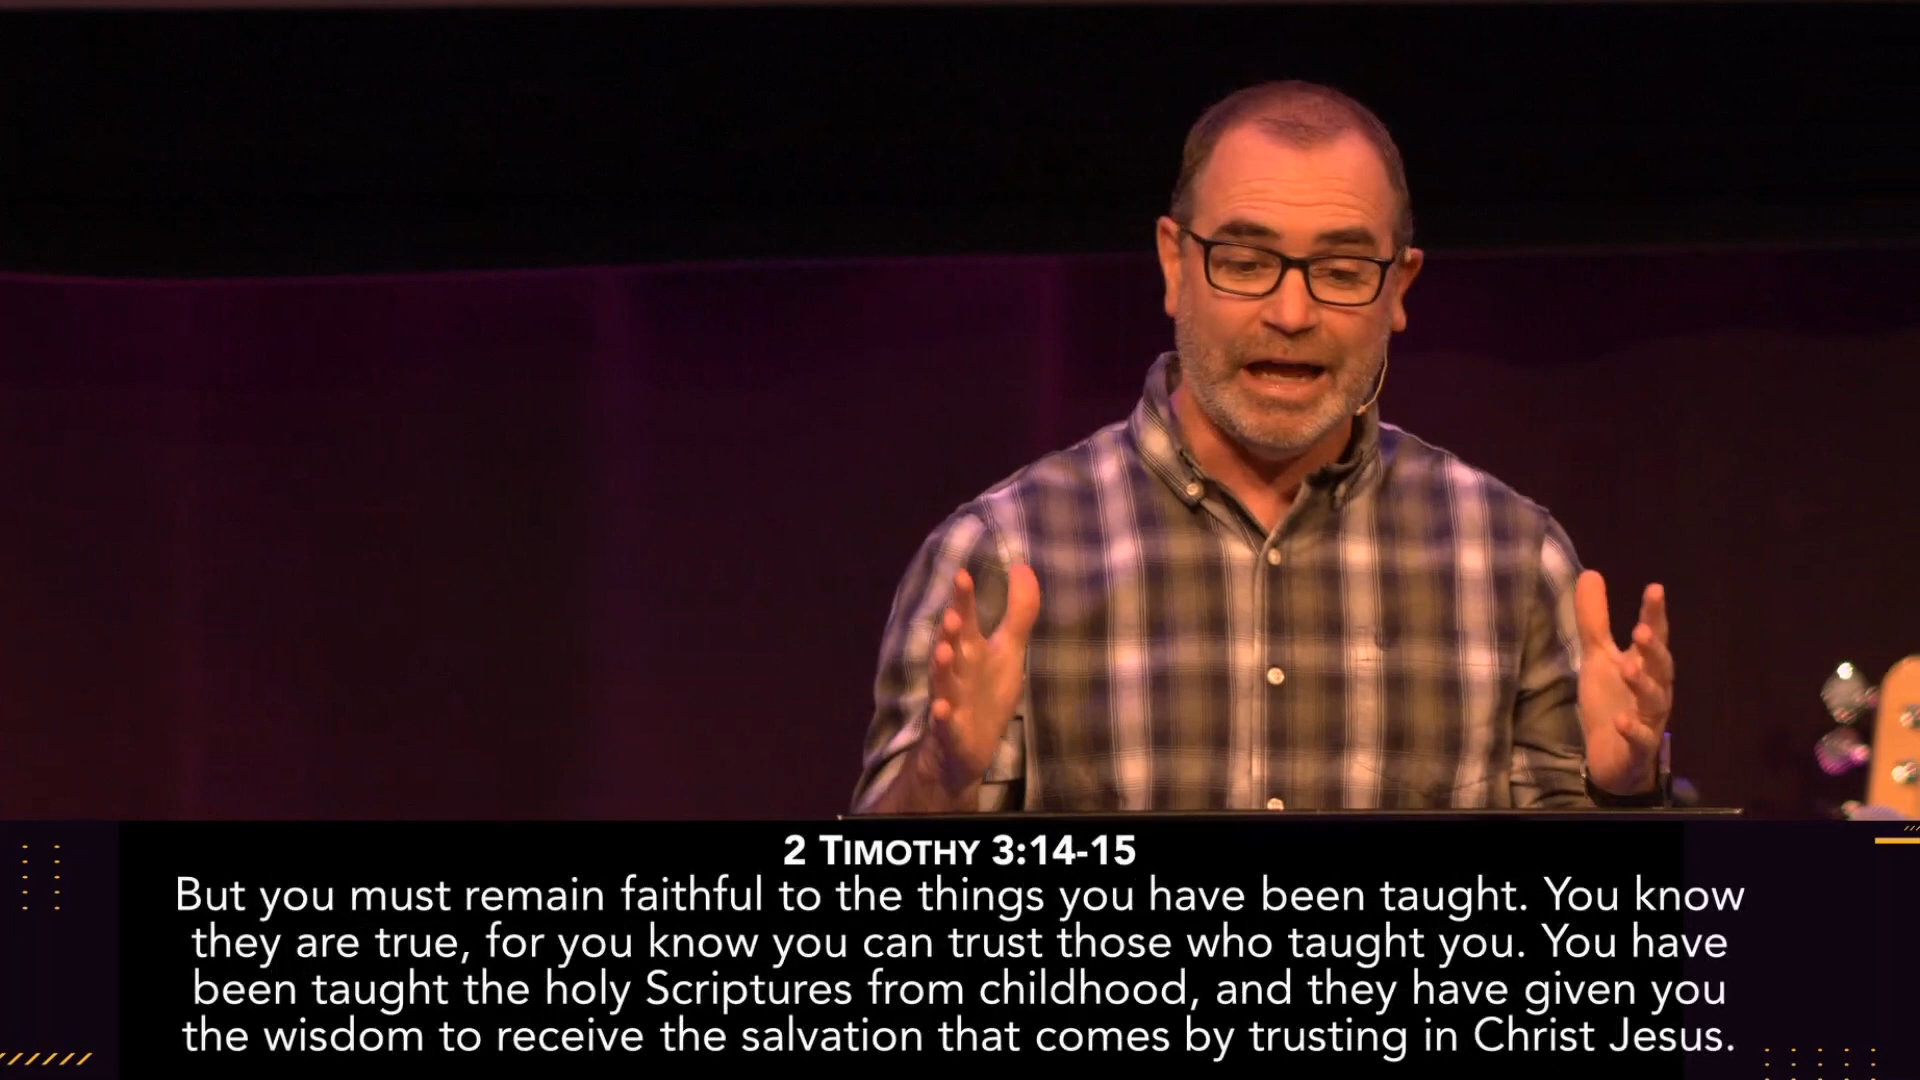 2 TIMOTHY 3:14-15
But you must remain faithful to the things you have been taught. You know
they are true, for you know you can trust those who taught you. You have
been taught the holy Scriptures from childhood, and they have given you
the wisdom to receive the salvation that comes by trusting in Christ Jesus.